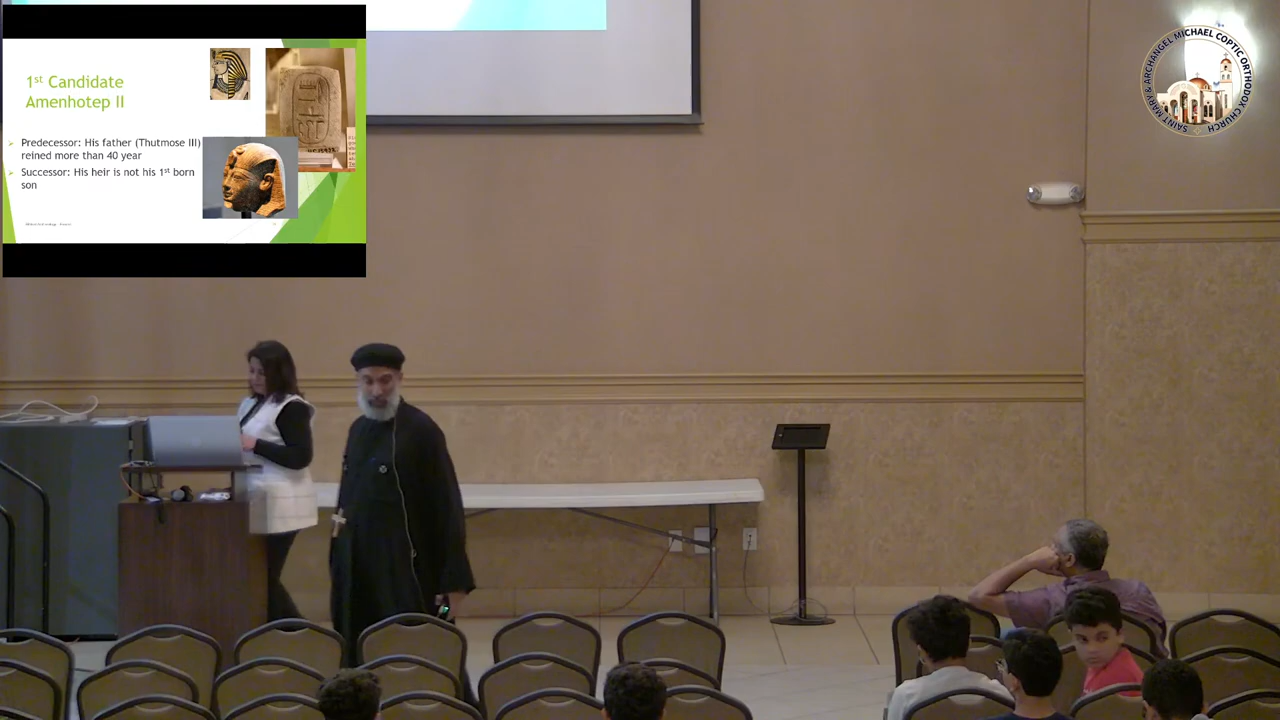 1st Candidate
Amenhotep II
Predecessor: His father (Thutmose III)
reined more than 40 year
Successor: His heir is not his 1st born
son
SAINT MARY & ARCHANGEL MICHAEL COPTIC ORTHODOX CHURCH